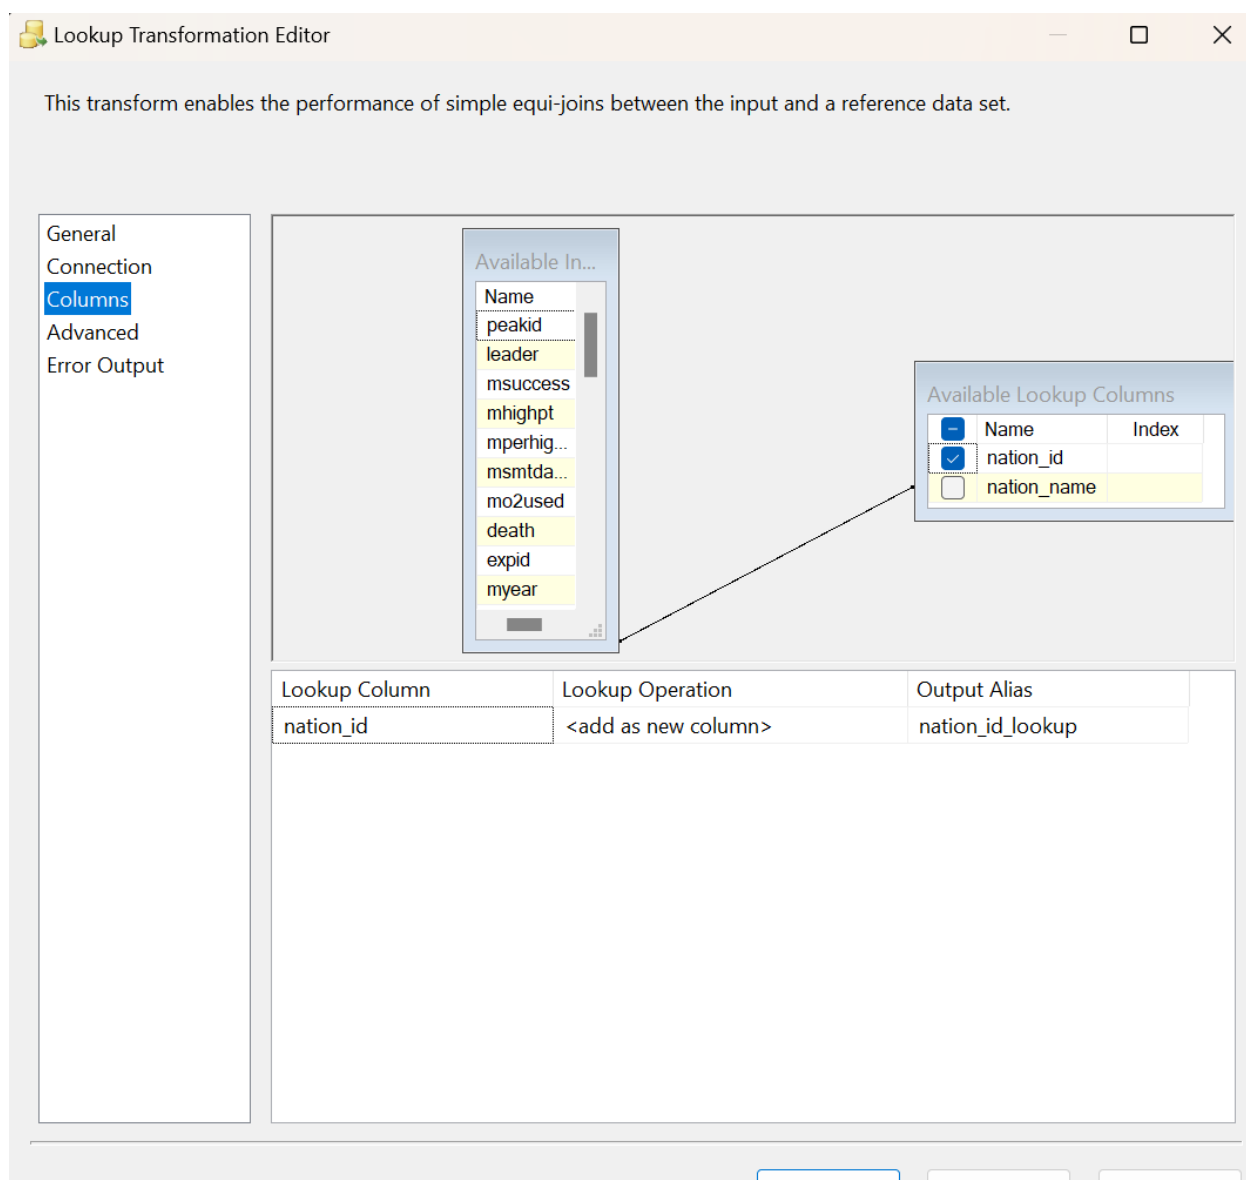 Lookup Transformation Editor
This transform enables the performance of simple equi-joins between the input and a reference data set.
General
Connection
Columns
Advanced
Error Output
Available In...
Name
peakid
leader
msuccess
mhighpt
mperhig...
msmtda...
mo2used
death
expid
myear
Available Lookup Columns
Name Index
nation_id
nation_name
Lookup Column Lookup Operation Output Alias
nation_id <add as new column> nation_id_lookup